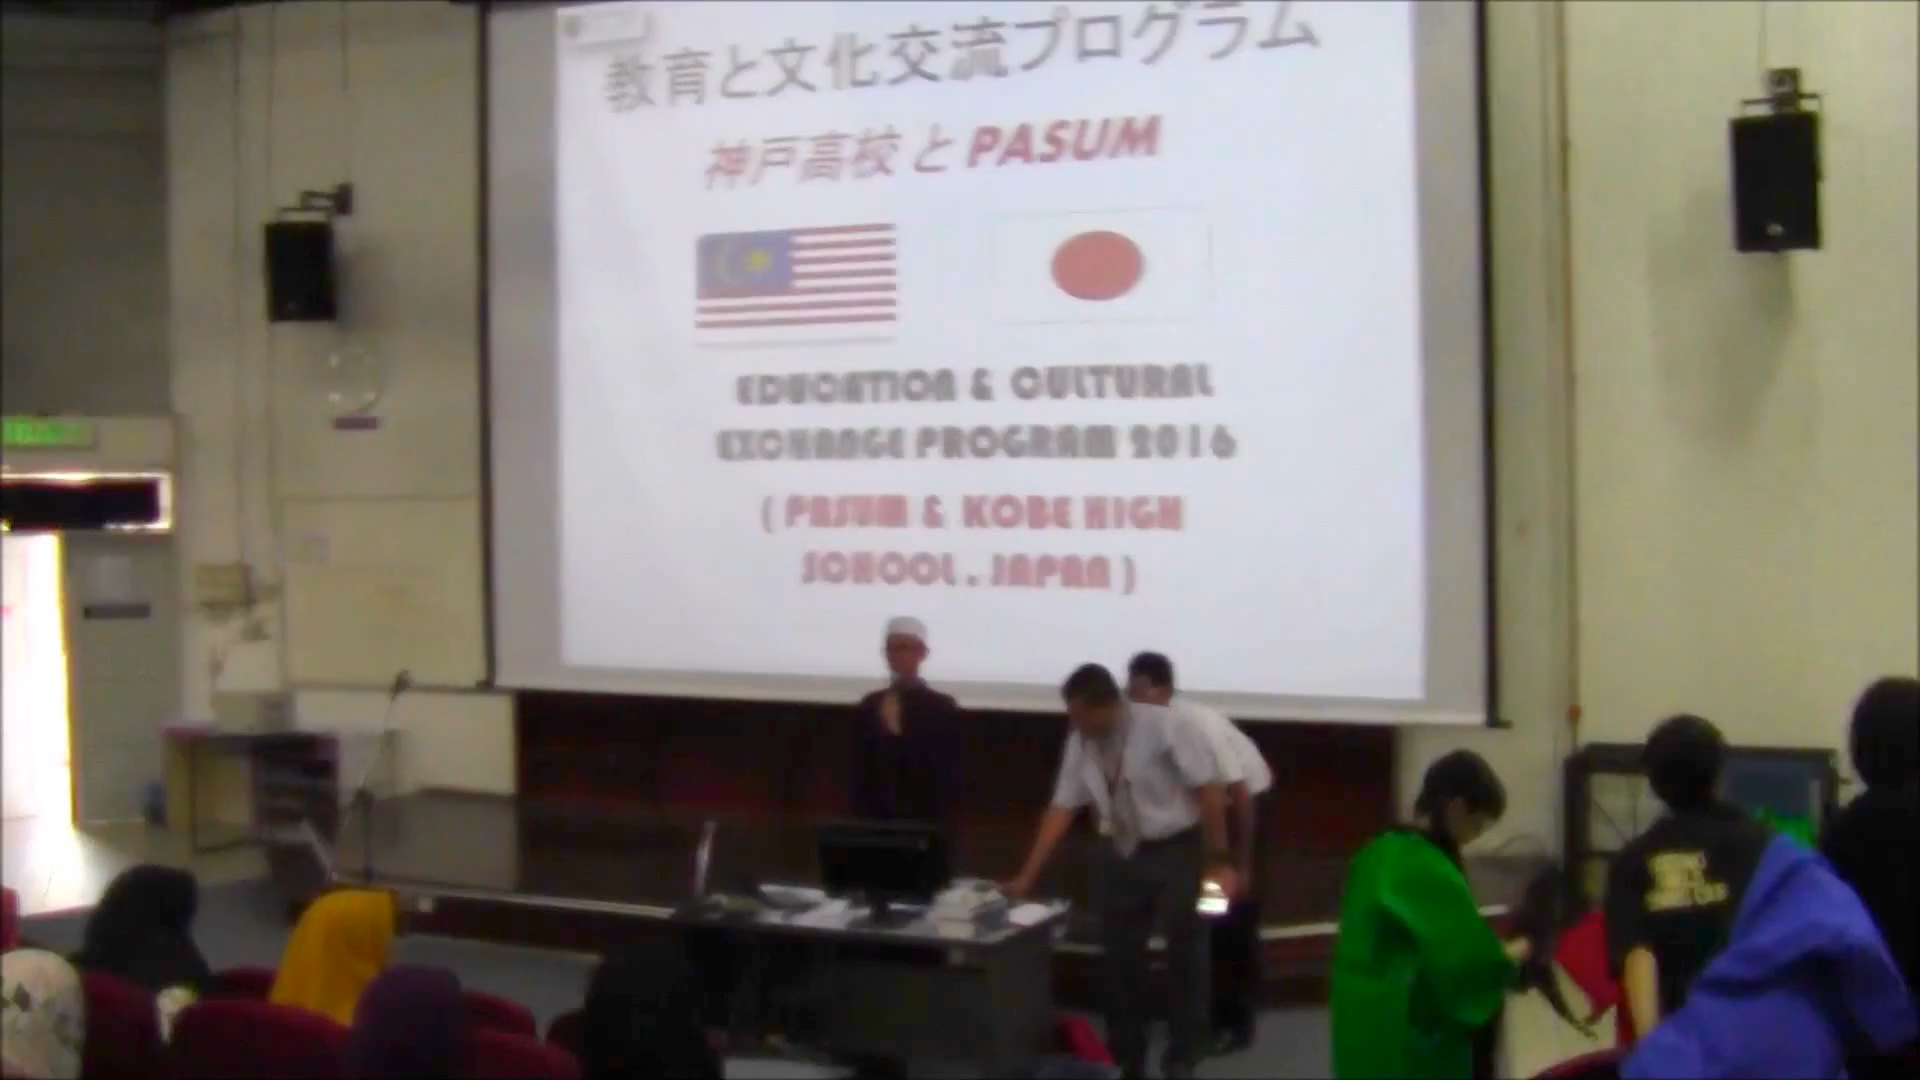 教育と文化交流プログラム
神戸高校 と PASUM
EDUCATION & CULTURAL
EXCHANGE PROGRAM 2016
( PASUM & KOBE HIGH
SCHOOL . JAPAN )